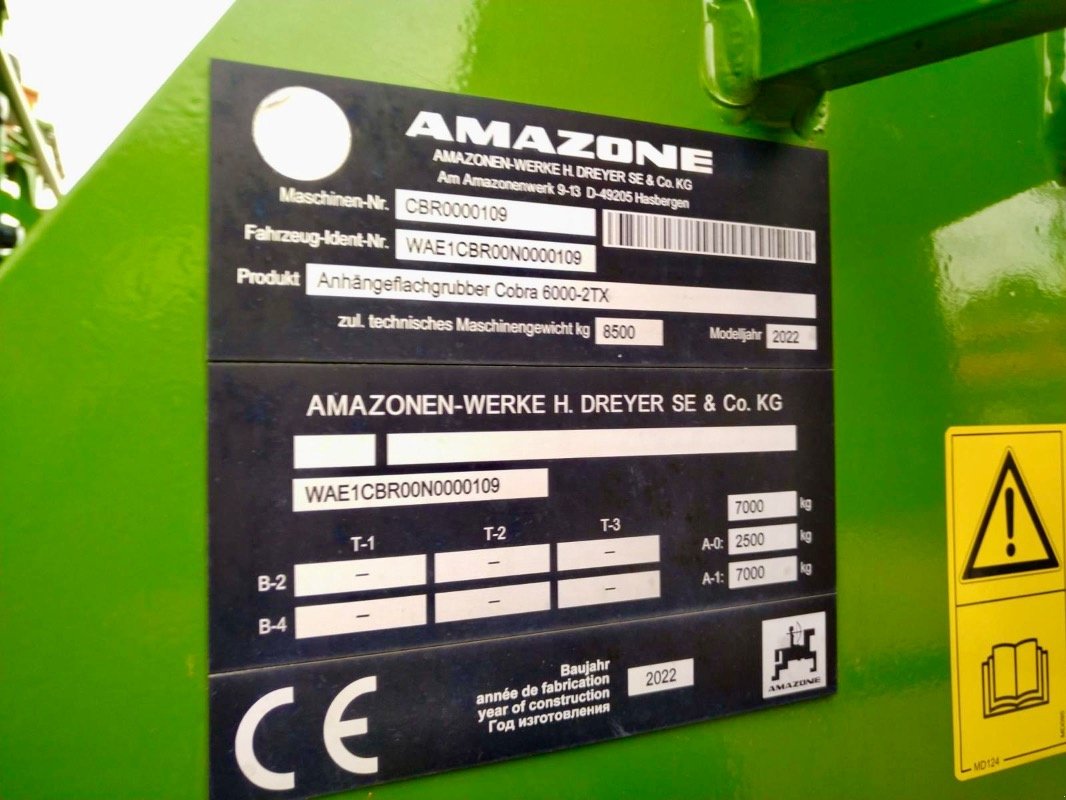 AMAZONE
AMAZONEN-WERKE H. DREYER SE & Co. KG
Am Amazonenwerk 9-13 D-49205 Hasbergen
Maschinen-Nr. CBR0000109
Fahrzeug-Ident-Nr. WAE1CBR00N0000109
Produkt Anhängeflachgrubber Cobra 6000-2TX
zul. technisches Maschinengewicht kg 8500 Modelljahr 2022
AMAZONEN-WERKE H. DREYER SE & Co. KG
WAE1CBR00N0000109
7000 kg
T-1 T-2 T-3
A-0: 2500 kg
B-2 – – – A-1: 7000 kg
B-4 – – –
CE
Baujahr
année de fabrication
year of construction
Год изготовления
2022
AMAZONE
MD124